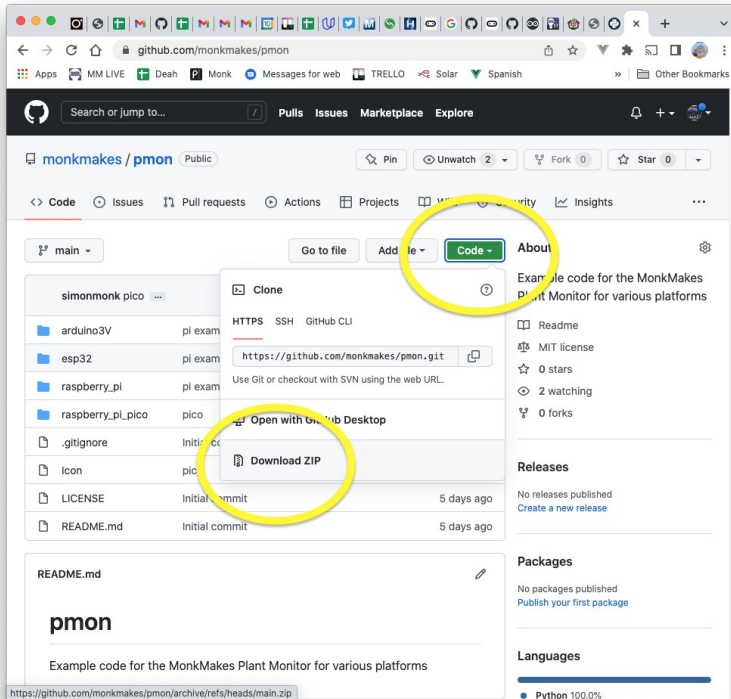 github.com/monkmakes/pmon
Apps MM LIVE Deah Monk Messages for web TRELLO Solar Spanish » Other Bookmarks
Search or jump to... / Pulls Issues Marketplace Explore
monkmakes / pmon Public Pin Unwatch 2 Fork 0 Star 0
Code Issues Pull requests Actions Projects Security Insights
main Go to file Add Code
About
Example code for the MonkMakes
Plant Monitor for various platforms
Readme
MIT license
0 stars
2 watching
0 forks
simonmonk pico ...
arduino3V pi exam
esp32 pi exam
raspberry_pi pi exam
raspberry_pi_pico pico
.gitignore
Icon
LICENSE Initial commit 5 days ago
README.md Initial commit 5 days ago
Clone
HTTPS SSH GitHub CLI
https://github.com/monkmakes/pmon.git
Use Git or checkout with SVN using the web URL.
Open with GitHub Desktop
Download ZIP
Releases
No releases published
Create a new release
Packages
No packages published
Publish your first package
Languages
Python 100.0%
README.md
pmon
Example code for the MonkMakes Plant Monitor for various platforms
https://github.com/monkmakes/pmon/archive/refs/heads/main.zip